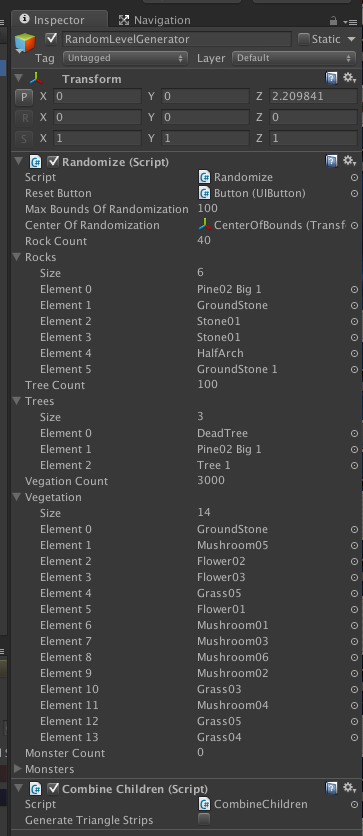 Inspector Navigation
RandomLevelGenerator Static
Tag Untagged Layer Default
Transform
P X 0 Y 0 Z 2.209841
R X 0 Y 0 Z 0
S X 1 Y 1 Z 1
Randomize (Script)
Script Randomize
Reset Button Button (UIButton)
Max Bounds Of Randomization 100
Center Of Randomization CenterOfBounds (Transf
Rock Count 40
Rocks
Size 6
Element 0 Pine02 Big 1
Element 1 GroundStone
Element 2 Stone01
Element 3 Stone01
Element 4 HalfArch
Element 5 GroundStone 1
Tree Count 100
Trees
Size 3
Element 0 DeadTree
Element 1 Pine02 Big 1
Element 2 Tree 1
Vegation Count 3000
Vegetation
Size 14
Element 0 GroundStone
Element 1 Mushroom05
Element 2 Flower02
Element 3 Flower03
Element 4 Grass05
Element 5 Flower01
Element 6 Mushroom01
Element 7 Mushroom03
Element 8 Mushroom06
Element 9 Mushroom02
Element 10 Grass03
Element 11 Mushroom04
Element 12 Grass05
Element 13 Grass04
Monster Count 0
Monsters
Combine Children (Script)
Script CombineChildren
Generate Triangle Strips